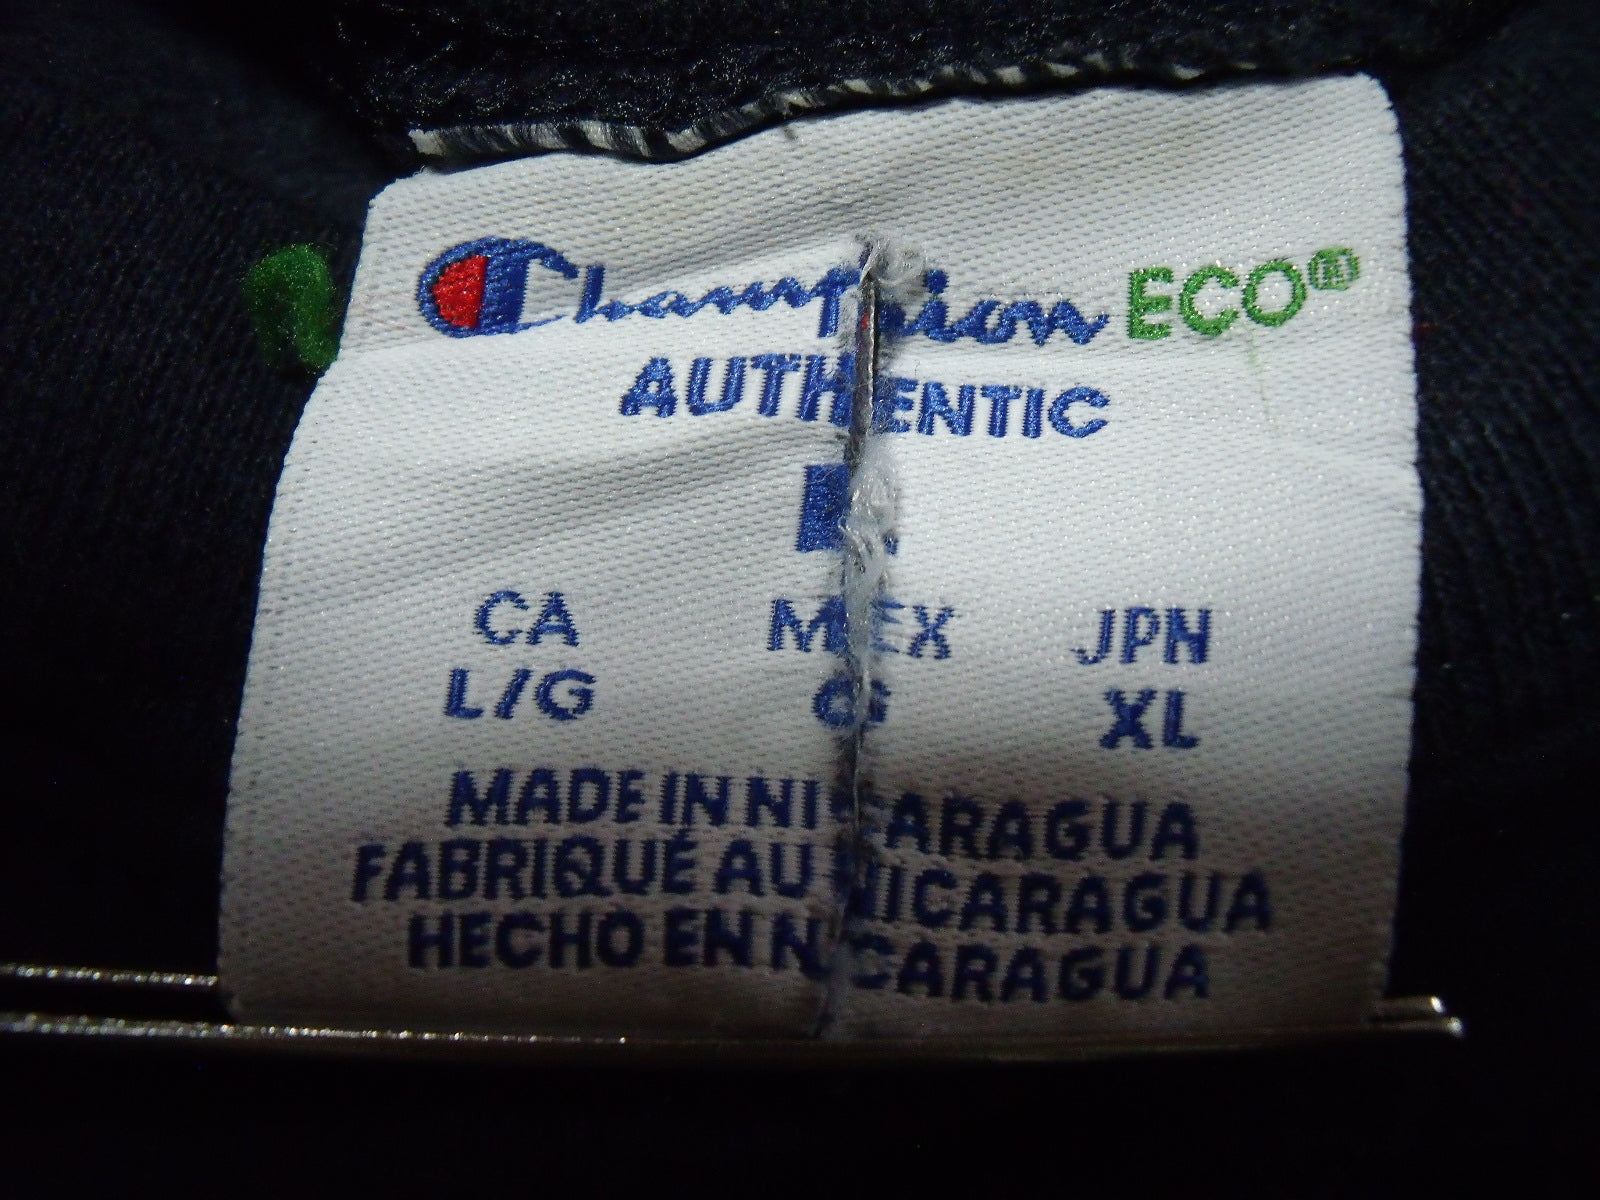 Champion ECO®
AUTHENTIC
L
CA MEX JPN
L/G G XL
MADE IN NICARAGUA
FABRIQUÉ AU NICARAGUA
HECHO EN NICARAGUA